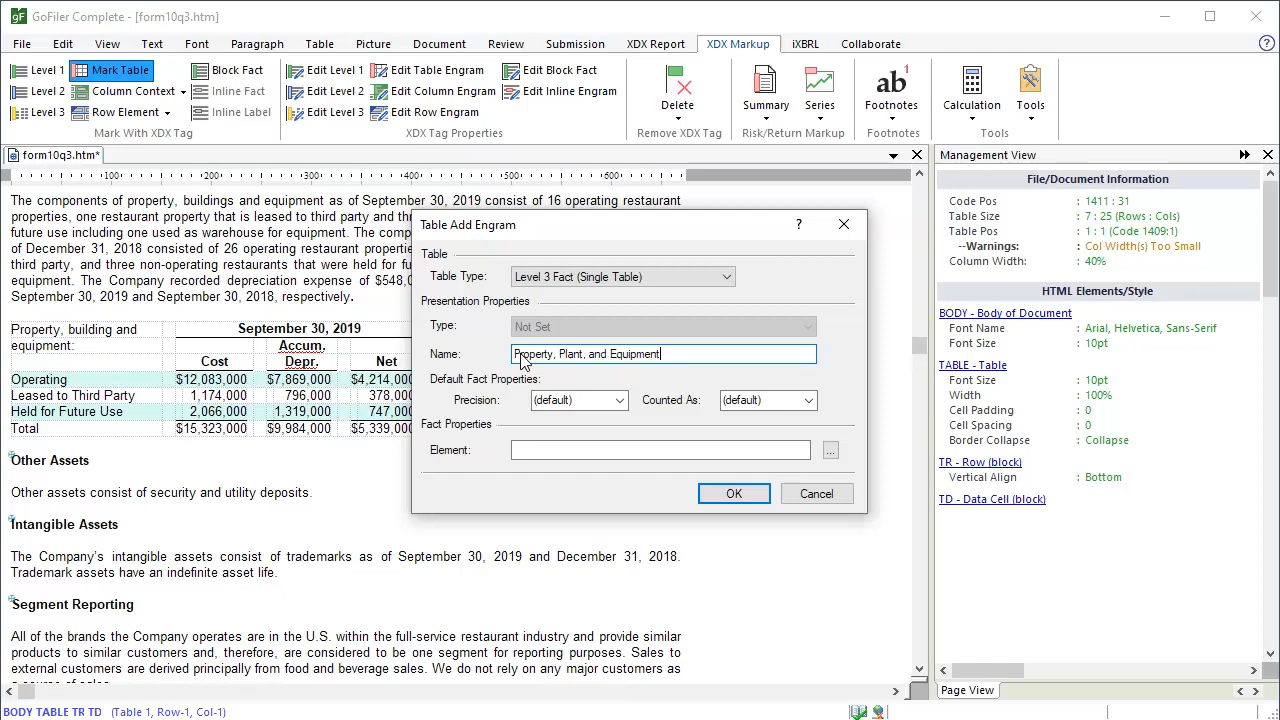 GoFiler Complete - [form10q3.htm]
File Edit View Text Font Paragraph Table Picture Document Review Submission XDX Report XDX Markup iXBRL Collaborate
Level 1 Mark Table Block Fact Edit Level 1 Edit Table Engram Edit Block Fact
Level 2 Column Context Inline Fact Edit Level 2 Edit Column Engram Edit Inline Engram
Level 3 Row Element Inline Label Edit Level 3 Edit Row Engram
Delete Summary Series Footnotes Calculation Tools
Mark With XDX Tag XDX Tag Properties Remove XDX Tag Risk/Return Markup Footnotes Tools
form10q3.htm*
100 200 300 400 500 600
The components of property, buildings and equipment as of September 30, 2019 consist of 16 operating restaurant
properties, one restaurant property that is leased to third party and thr
future use including one used as warehouse for equipment. The comp
of December 31, 2018 consisted of 26 operating restaurant propertie
third party, and three non-operating restaurants that were held for fu
equipment. The Company recorded depreciation expense of $548,0
September 30, 2019 and September 30, 2018, respectively.
Property, building and September 30, 2019
equipment: Accum.
Cost Depr. Net
Operating $12,083,000 $7,869,000 $4,214,000
Leased to Third Party 1,174,000 796,000 378,000
Held for Future Use 2,066,000 1,319,000 747,000
Total $15,323,000 $9,984,000 $5,339,000
Other Assets
Other assets consist of security and utility deposits.
Intangible Assets
The Company's intangible assets consist of trademarks as of September 30, 2019 and December 31, 2018.
Trademark assets have an indefinite asset life.
Segment Reporting
All of the brands the Company operates are in the U.S. within the full-service restaurant industry and provide similar
products to similar customers and, therefore, are considered to be one segment for reporting purposes. Sales to
external customers are derived principally from food and beverage sales. We do not rely on any major customers as
a source of sales.
Table Add Engram ?
Table
Table Type: Level 3 Fact (Single Table)
Presentation Properties
Type: Not Set
Name: Property, Plant, and Equipment
Default Fact Properties:
Precision: (default) Counted As: (default)
Fact Properties
Element: ...
OK Cancel
Management View
File/Document Information
Code Pos : 1411 : 31
Table Size : 7 : 25 (Rows : Cols)
Table Pos : 1 : 1 (Code 1409:1)
--Warnings: : Col Width(s) Too Small
Column Width: : 40%
HTML Elements/Style
BODY - Body of Document
Font Name : Arial, Helvetica, Sans-Serif
Font Size : 10pt
TABLE - Table
Font Size : 10pt
Width : 100%
Cell Padding : 0
Cell Spacing : 0
Border Collapse : Collapse
TR - Row (block)
Vertical Align : Bottom
TD - Data Cell (block)
Page View
BODY TABLE TR TD (Table 1, Row-1, Col-1)